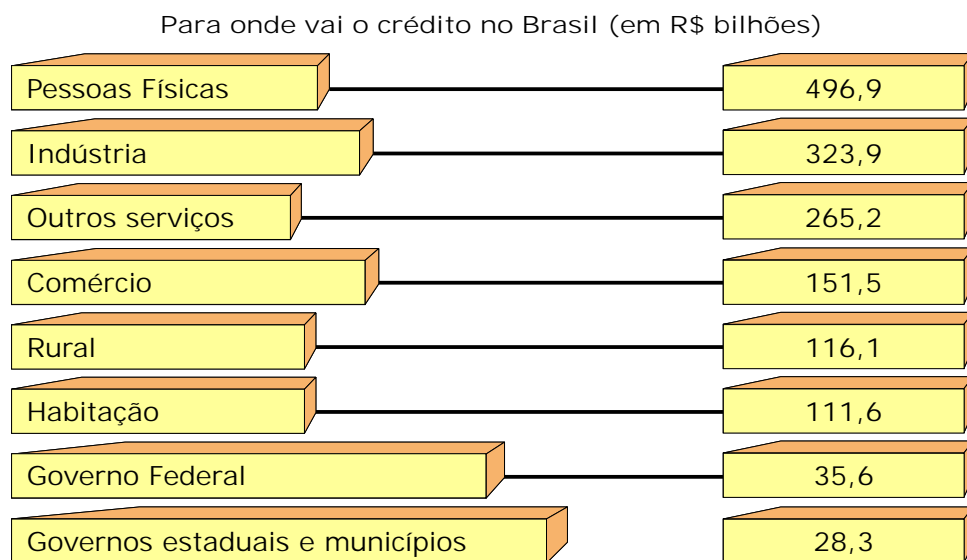 Para onde vai o crédito no Brasil (em R$ bilhões)
Pessoas Físicas 496,9
Indústria 323,9
Outros serviços 265,2
Comércio 151,5
Rural 116,1
Habitação 111,6
Governo Federal 35,6
Governos estaduais e municípios 28,3